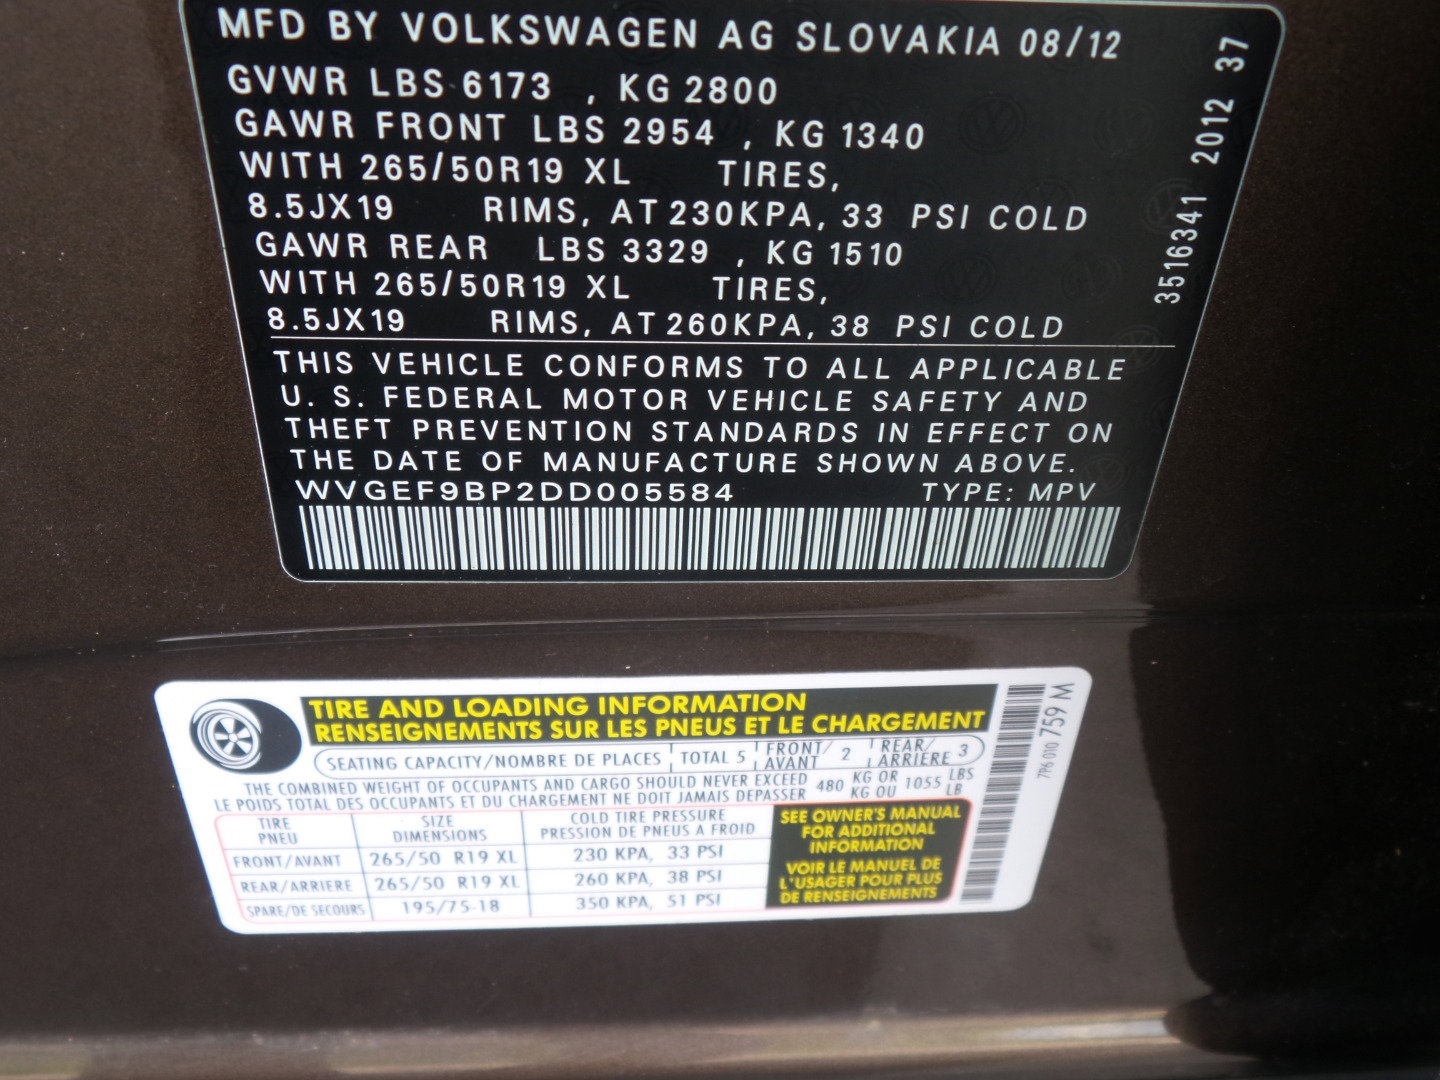 MFD BY VOLKSWAGEN AG SLOVAKIA 08/12
GVWR LBS 6173 , KG 2800
GAWR FRONT LBS 2954 , KG 1340
WITH 265/50R19 XL TIRES,
8.5JX19 RIMS, AT 230KPA, 33 PSI COLD
GAWR REAR LBS 3329 , KG 1510
WITH 265/50R19 XL TIRES,
8.5JX19 RIMS, AT 260KPA, 38 PSI COLD
3516341 2012 37
THIS VEHICLE CONFORMS TO ALL APPLICABLE
U. S. FEDERAL MOTOR VEHICLE SAFETY AND
THEFT PREVENTION STANDARDS IN EFFECT ON
THE DATE OF MANUFACTURE SHOWN ABOVE.
WVGEF9BP2DD005584 TYPE: MPV
TIRE AND LOADING INFORMATION
RENSEIGNEMENTS SUR LES PNEUS ET LE CHARGEMENT
SEATING CAPACITY/NOMBRE DE PLACES TOTAL 5 FRONT/AVANT 2 REAR/ARRIERE 3
THE COMBINED WEIGHT OF OCCUPANTS AND CARGO SHOULD NEVER EXCEED 480 KG OR 1055 LBS
LE POIDS TOTAL DES OCCUPANTS ET DU CHARGEMENT NE DOIT JAMAIS DEPASSER KG OU LB
TIRE SIZE COLD TIRE PRESSURE
PNEU DIMENSIONS PRESSION DE PNEUS A FROID
FRONT/AVANT 265/50 R19 XL 230 KPA, 33 PSI
REAR/ARRIERE 265/50 R19 XL 260 KPA, 38 PSI
SPARE/DE SECOURS 195/75-18 350 KPA, 51 PSI
SEE OWNER'S MANUAL
FOR ADDITIONAL
INFORMATION
VOIR LE MANUEL DE
L'USAGER POUR PLUS
DE RENSEIGNEMENTS
7P6 010 759 M